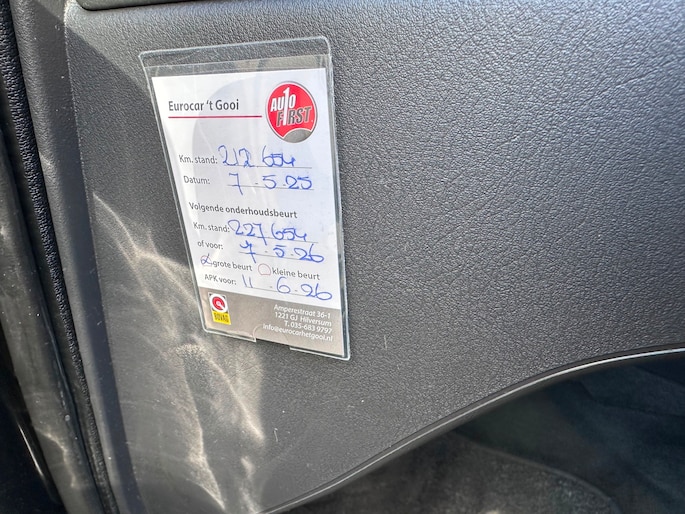 Eurocar 't Gooi
AUTO
FIRST
Km. stand: 212 654
Datum: 7.5.25
Volgende onderhoudsbeurt
Km. stand: 227 654
of voor: 7.5.26
grote beurt kleine beurt
APK voor: 11.6.26
BOVAG
Amperestraat 36-1
1221 GJ Hilversum
T. 035-683 9797
info@eurocarhetgooi.nl